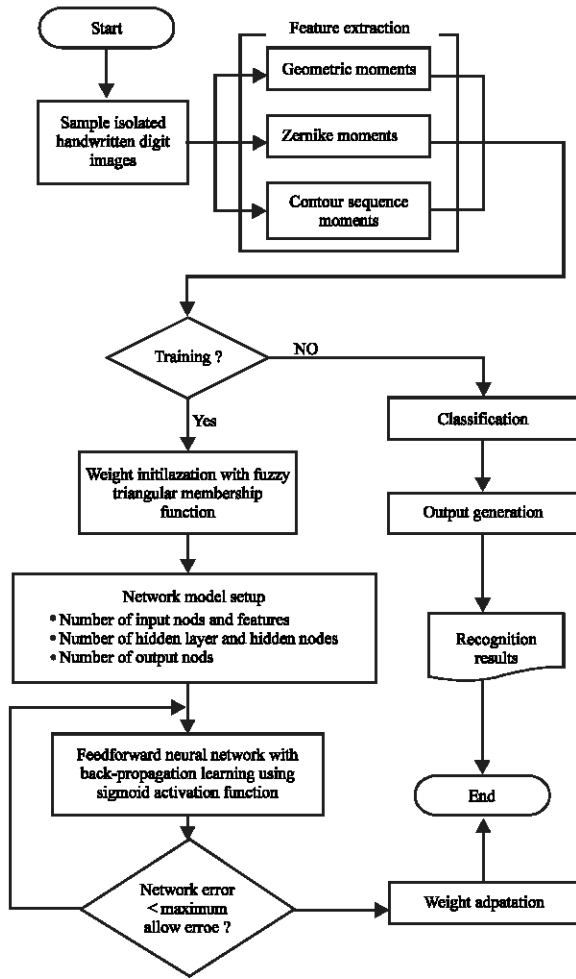 Start
Sample isolated
handwritten digit
images
Feature extraction
Geometric moments
Zernike moments
Contour sequence
moments
Training ?
NO
Yes
Classification
Weight initilazation with fuzzy
triangular membership
function
Output generation
Network model setup
• Number of input nods and features
• Number of hidden layer and hidden nodes
• Number of output nods
Recognition
results
Feedforward neural network with
back-propagation learning using
sigmoid activation function
End
Network error
< maximum
allow erroe ?
Weight adpatation